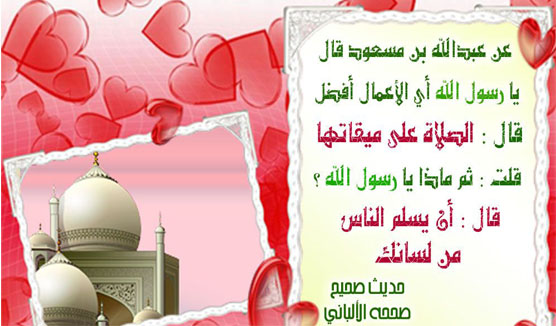 عن عبدالله بن مسعود قال
يا رسول الله أي الأعمال أفضل
قال : الصلاة على ميقاتها
قلت : ثم ماذا يا رسول الله ؟
قال : أن يسلم الناس
من لسانك
حديث صحيح
صححه الألباني